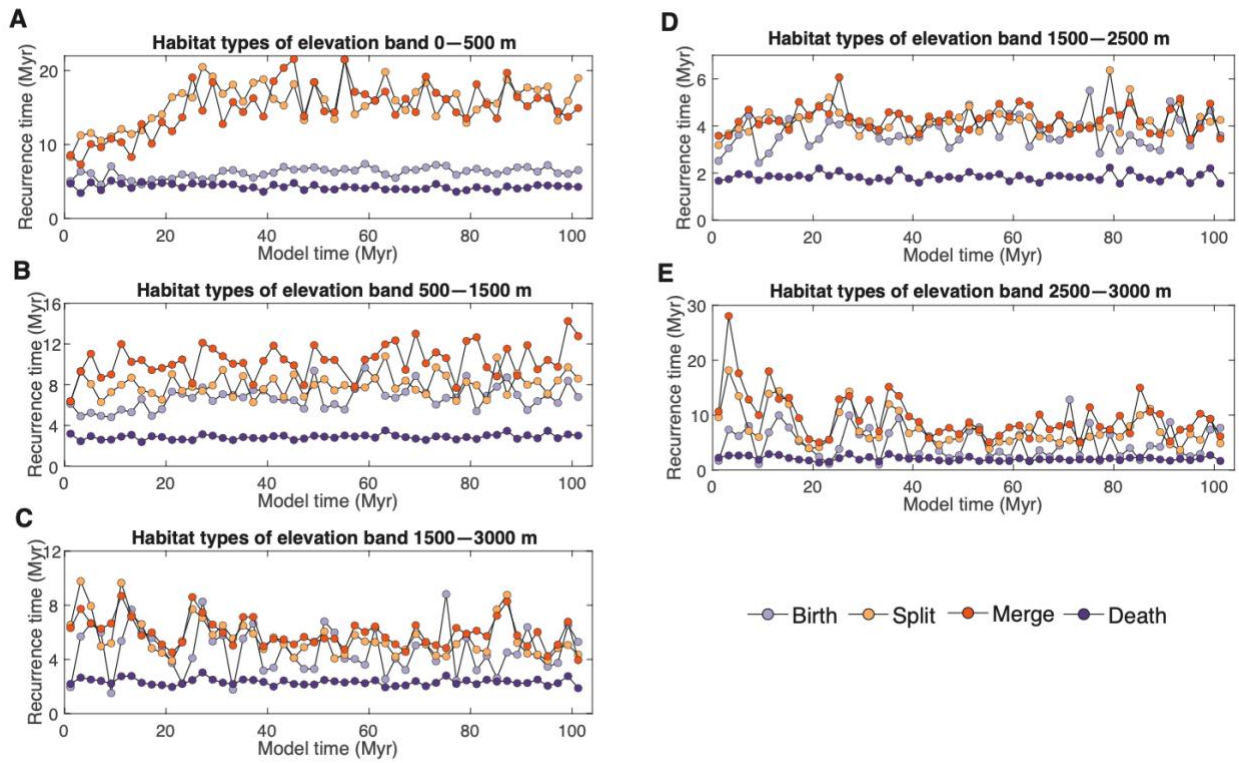 A
Habitat types of elevation band 0—500 m
Recurrence time (Myr)
20
10
0
0 20 40 60 80 100
Model time (Myr)
B
Habitat types of elevation band 500—1500 m
Recurrence time (Myr)
16
12
8
4
0
0 20 40 60 80 100
Model time (Myr)
C
Habitat types of elevation band 1500—3000 m
Recurrence time (Myr)
12
8
4
0
0 20 40 60 80 100
Model time (Myr)
D
Habitat types of elevation band 1500—2500 m
Recurrence time (Myr)
6
4
2
0
0 20 40 60 80 100
Model time (Myr)
E
Habitat types of elevation band 2500—3000 m
Recurrence time (Myr)
30
20
10
0
0 20 40 60 80 100
Model time (Myr)
Birth Split Merge Death